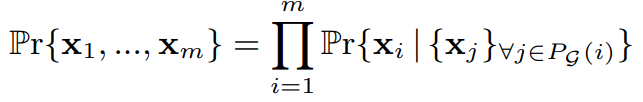 ℙr{𝐱₁, ..., 𝐱ₘ} = ∏ᵢ₌₁ᵐ ℙr{𝐱ᵢ | {𝐱ⱼ}_{∀j∈P_𝒢(i)}}